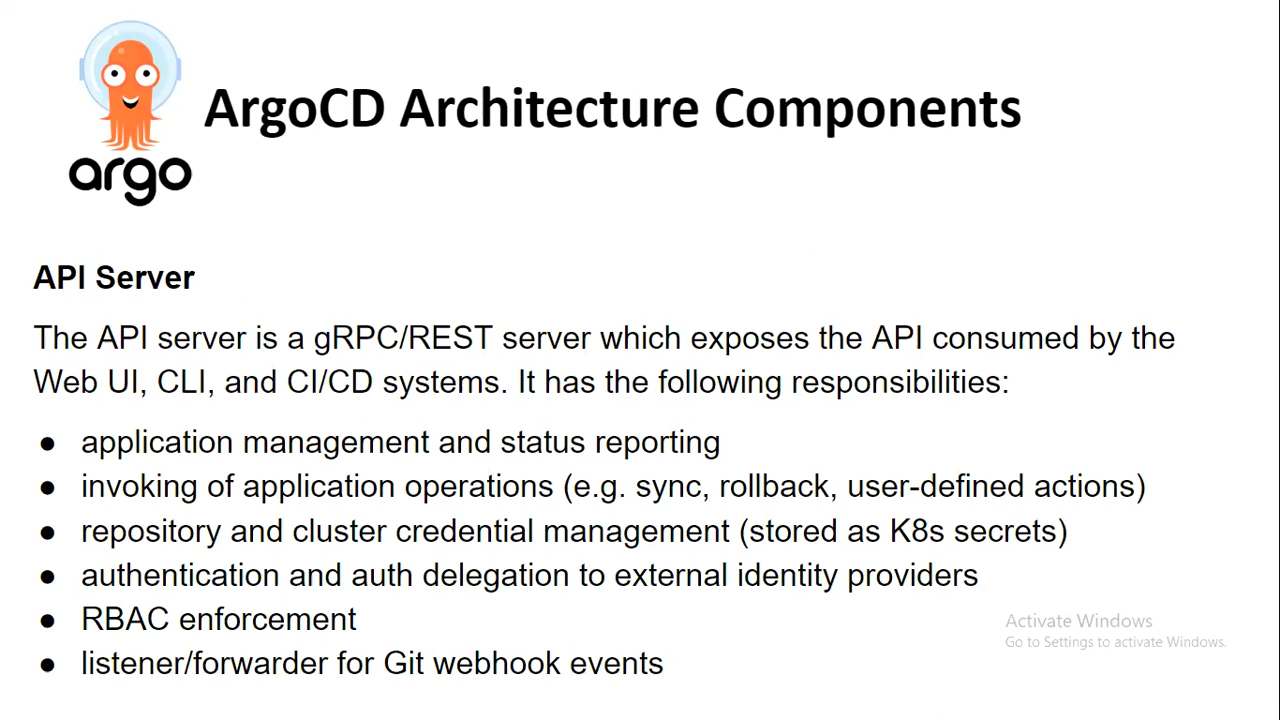 argo
ArgoCD Architecture Components
API Server
The API server is a gRPC/REST server which exposes the API consumed by the
Web UI, CLI, and CI/CD systems. It has the following responsibilities:
● application management and status reporting
● invoking of application operations (e.g. sync, rollback, user-defined actions)
● repository and cluster credential management (stored as K8s secrets)
● authentication and auth delegation to external identity providers
● RBAC enforcement
● listener/forwarder for Git webhook events
Activate Windows
Go to Settings to activate Windows.